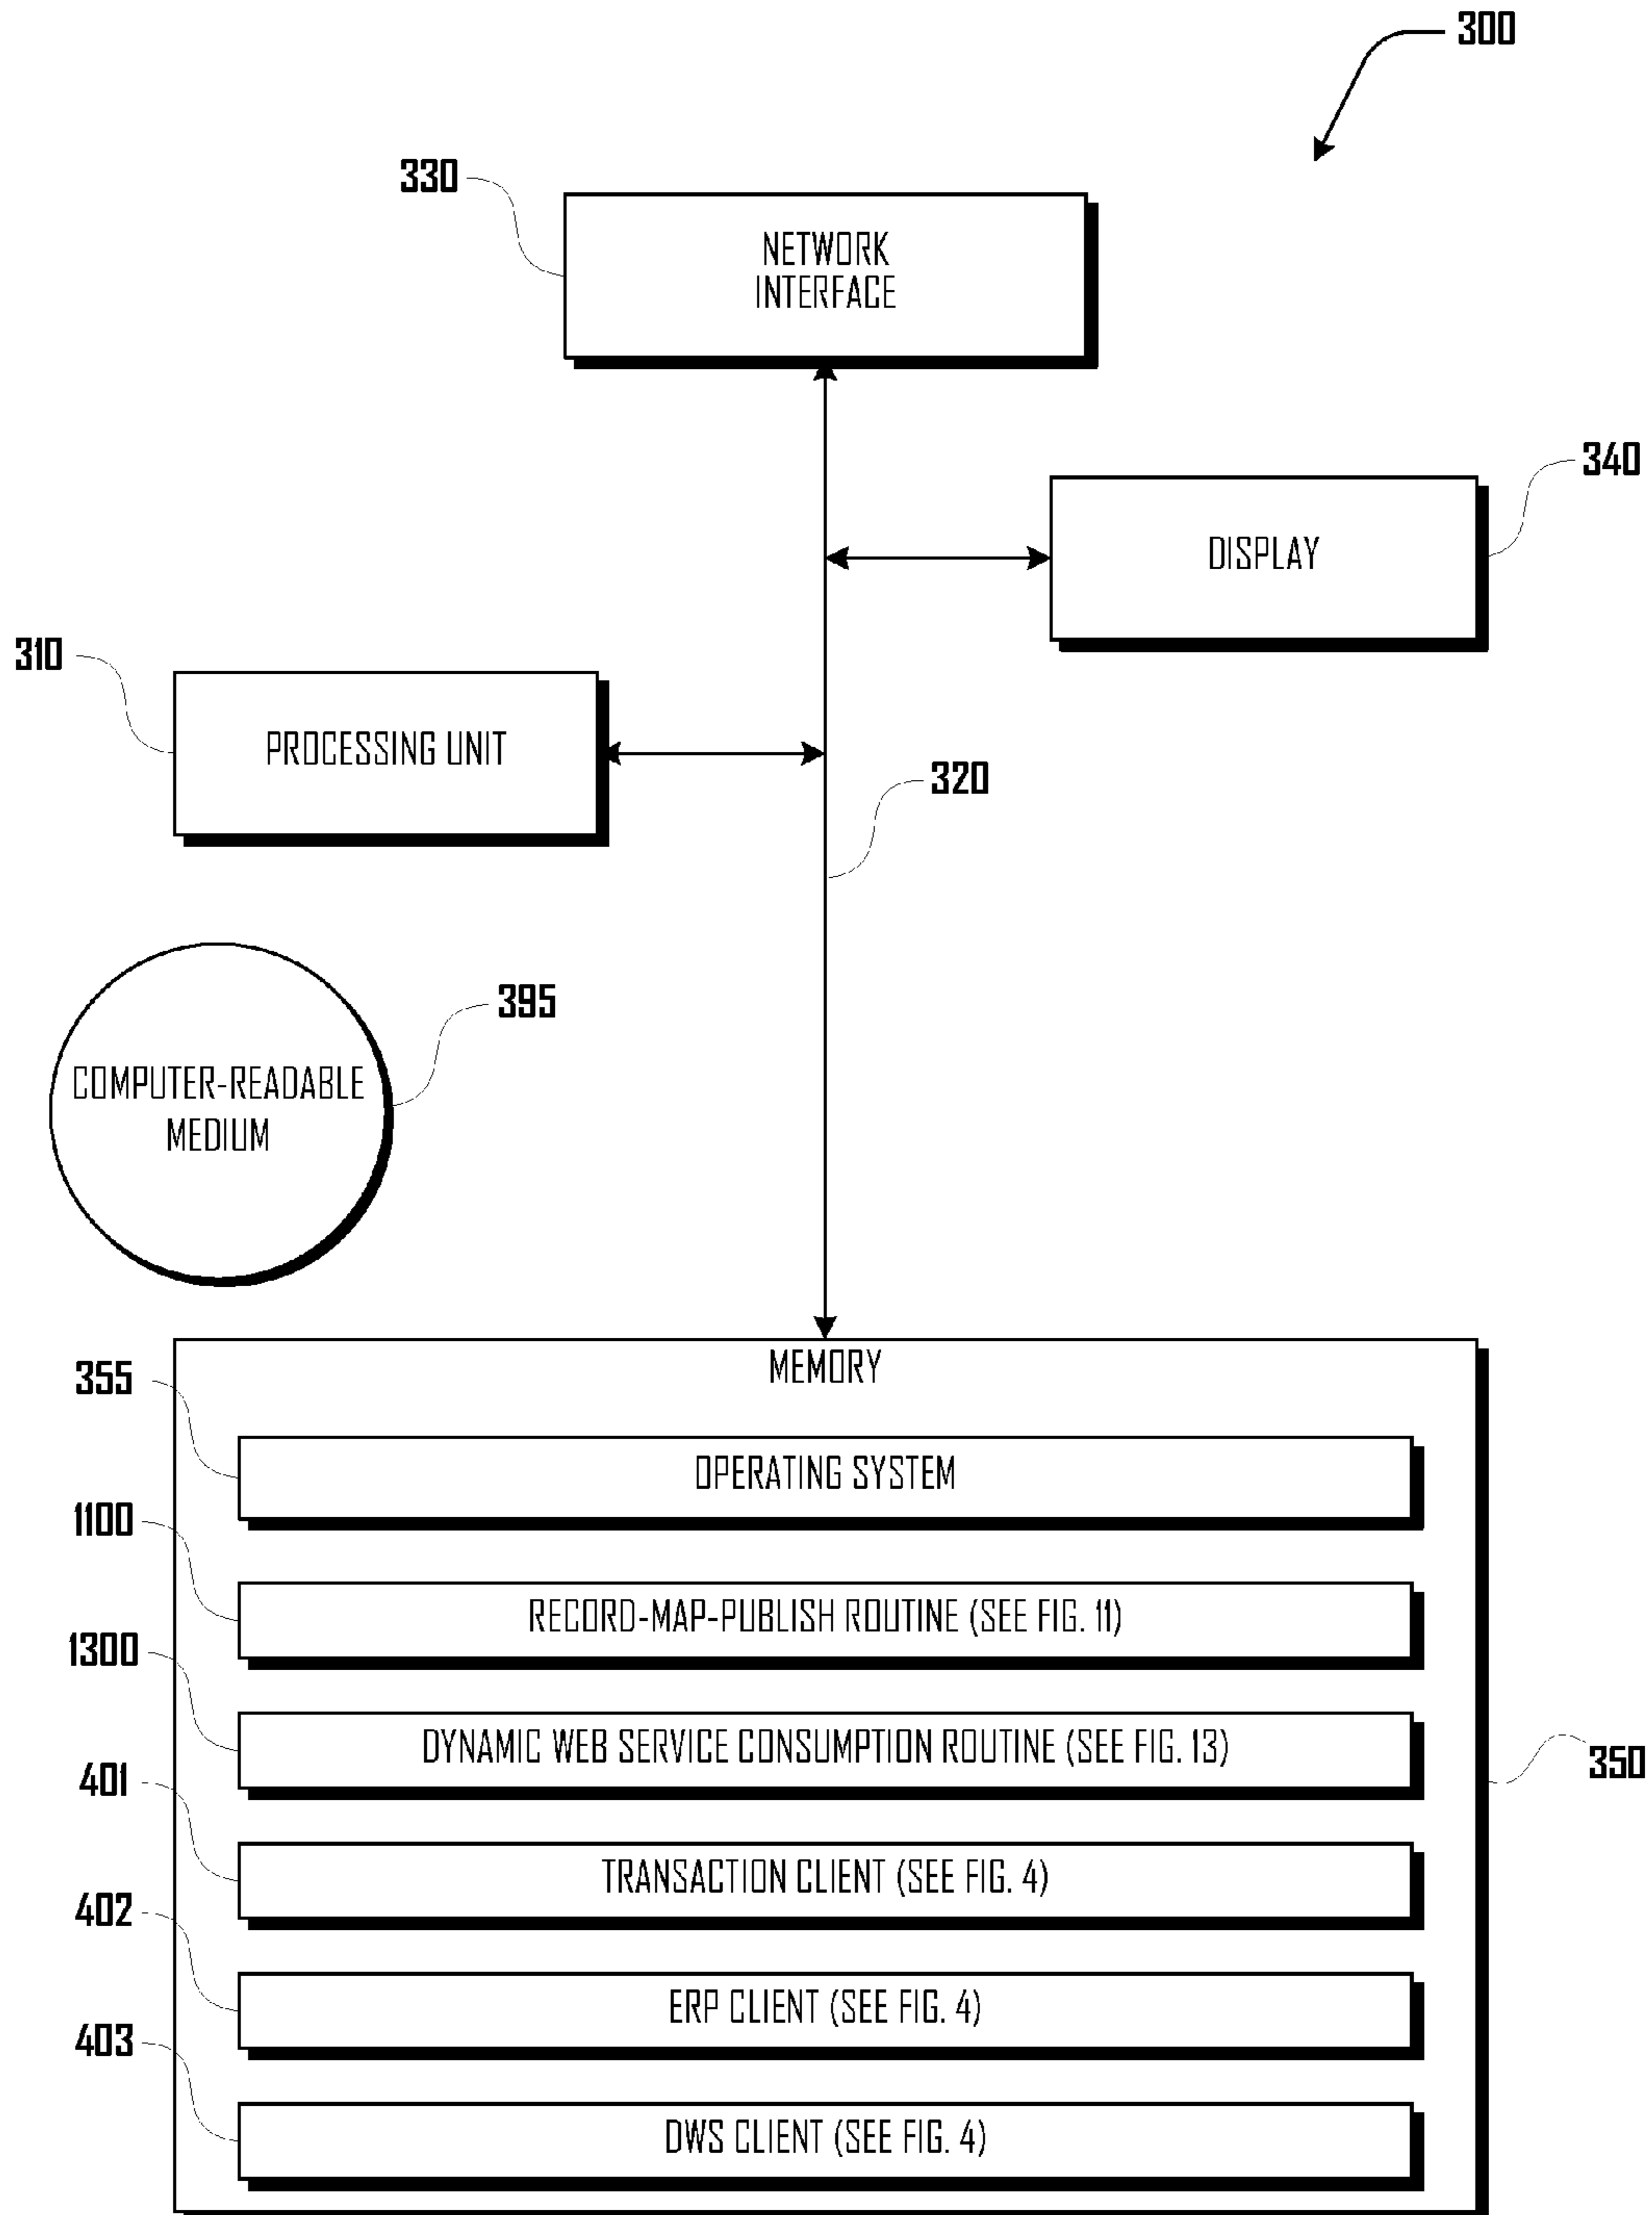 300
330
NETWORK
INTERFACE
340
DISPLAY
310
PROCESSING UNIT
320
395
COMPUTER-READABLE
MEDIUM
MEMORY
355
OPERATING SYSTEM
1100
RECORD-MAP-PUBLISH ROUTINE (SEE FIG. 11)
1300
DYNAMIC WEB SERVICE CONSUMPTION ROUTINE (SEE FIG. 13)
350
401
TRANSACTION CLIENT (SEE FIG. 4)
402
ERP CLIENT (SEE FIG. 4)
403
DWS CLIENT (SEE FIG. 4)